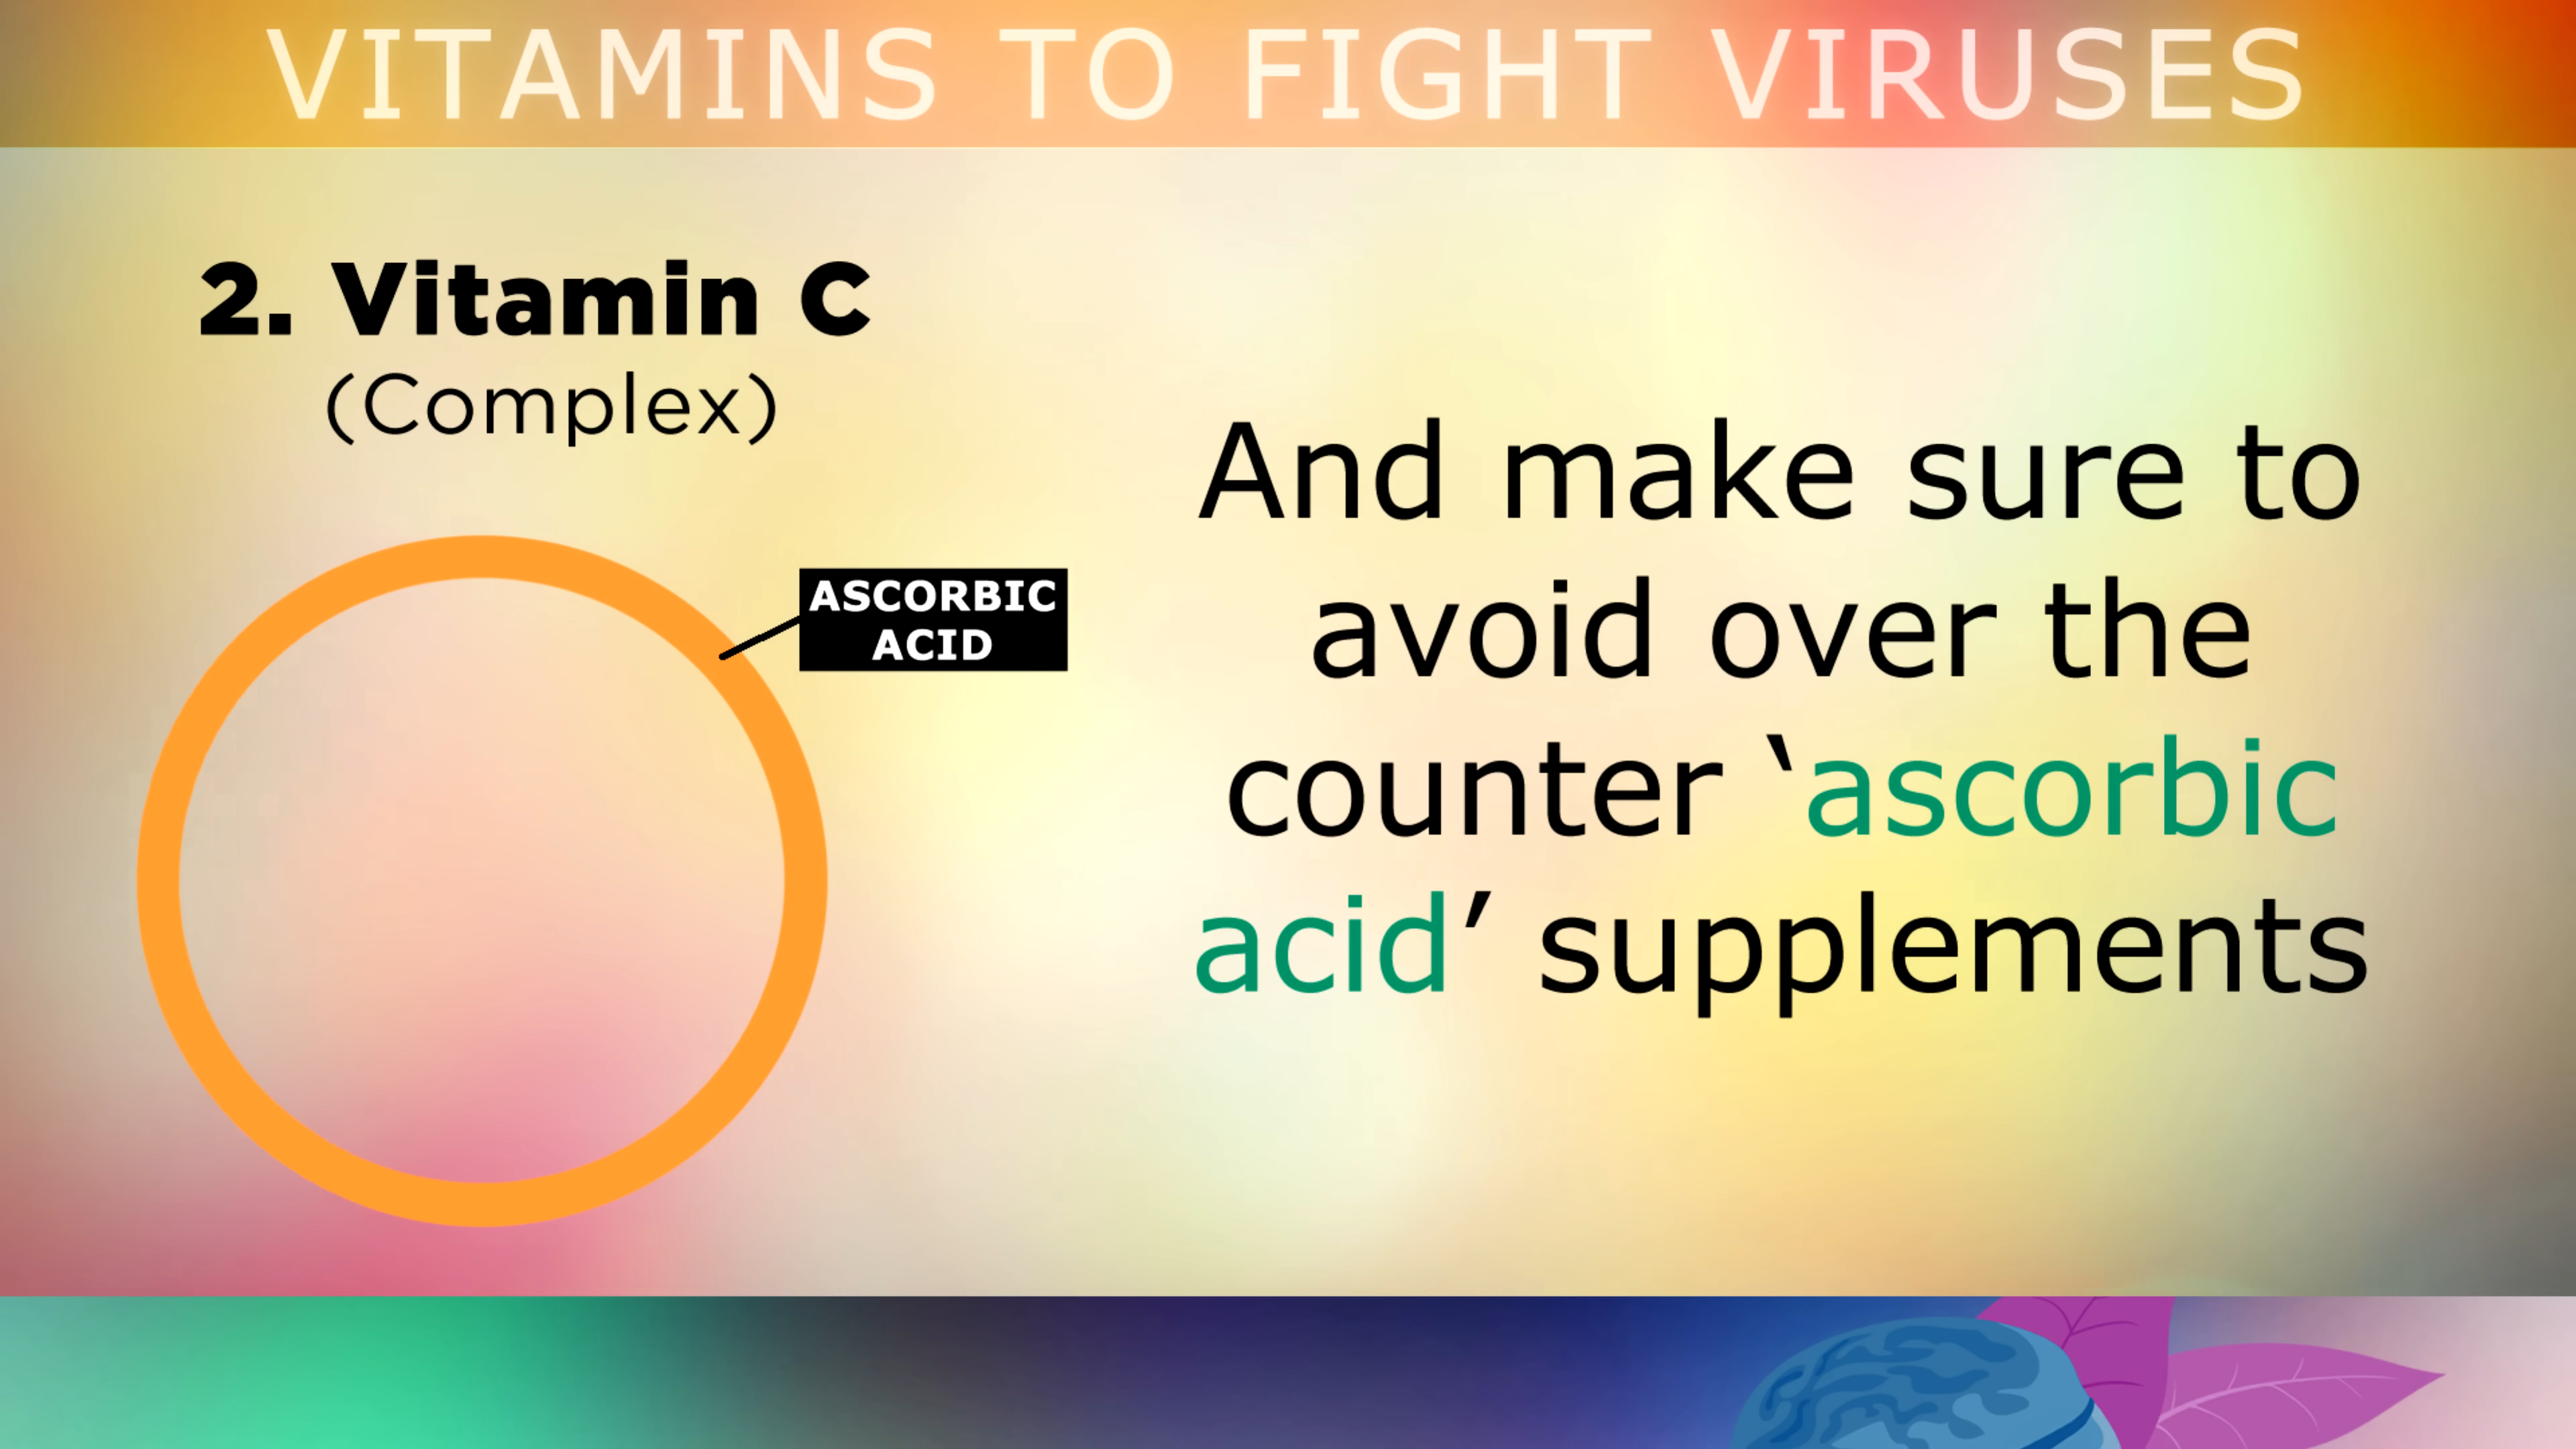 VITAMINS TO FIGHT VIRUSES
2. Vitamin C
(Complex)
ASCORBIC
ACID
And make sure to
avoid over the
counter ‘ascorbic
acid’ supplements